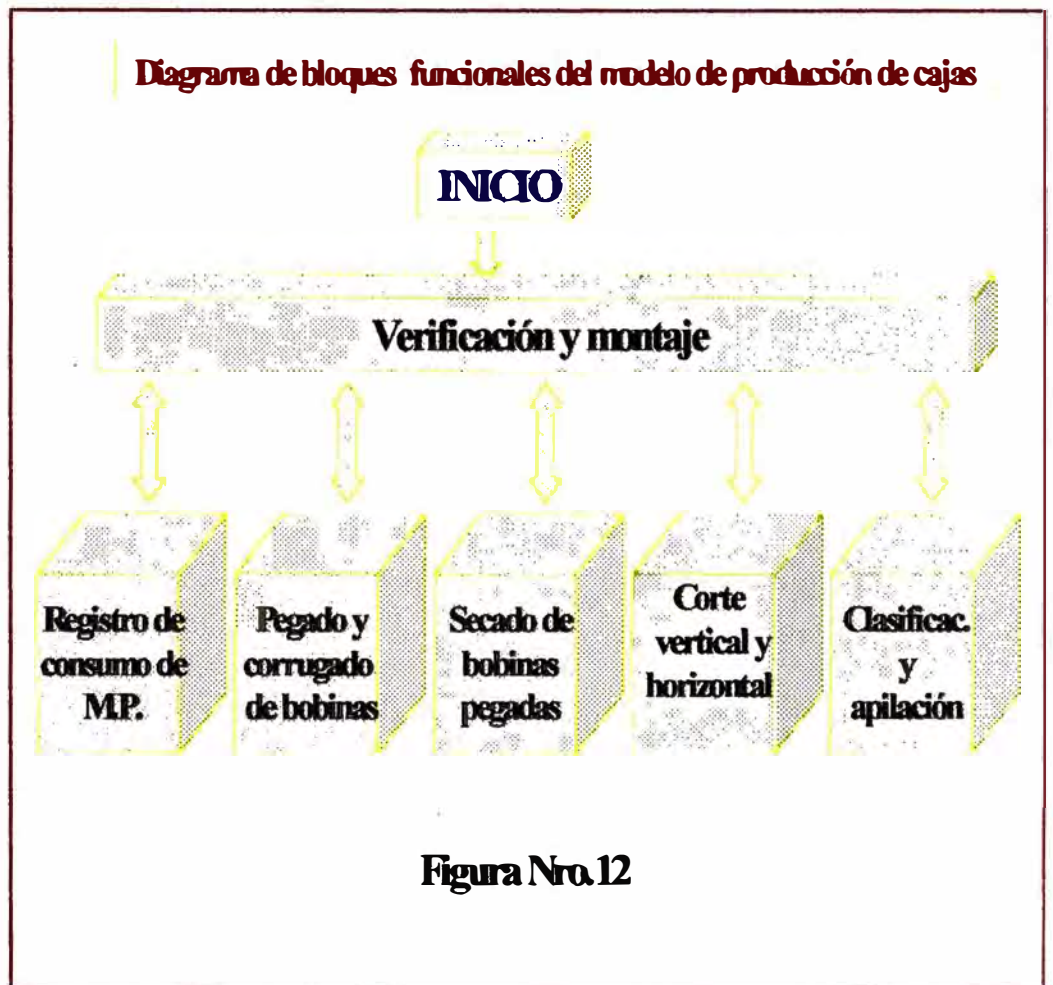 Diagrama de bloques funcionales del modelo de producción de cajas
INICIO
Verificación y montaje
Registro de
consumo de
M.P.
Pegado y
corrugado
de bobinas
Secado de
bobinas
pegadas
Corte
vertical y
horizontal
Clasificac.
y
apilación
Figura Nro.12